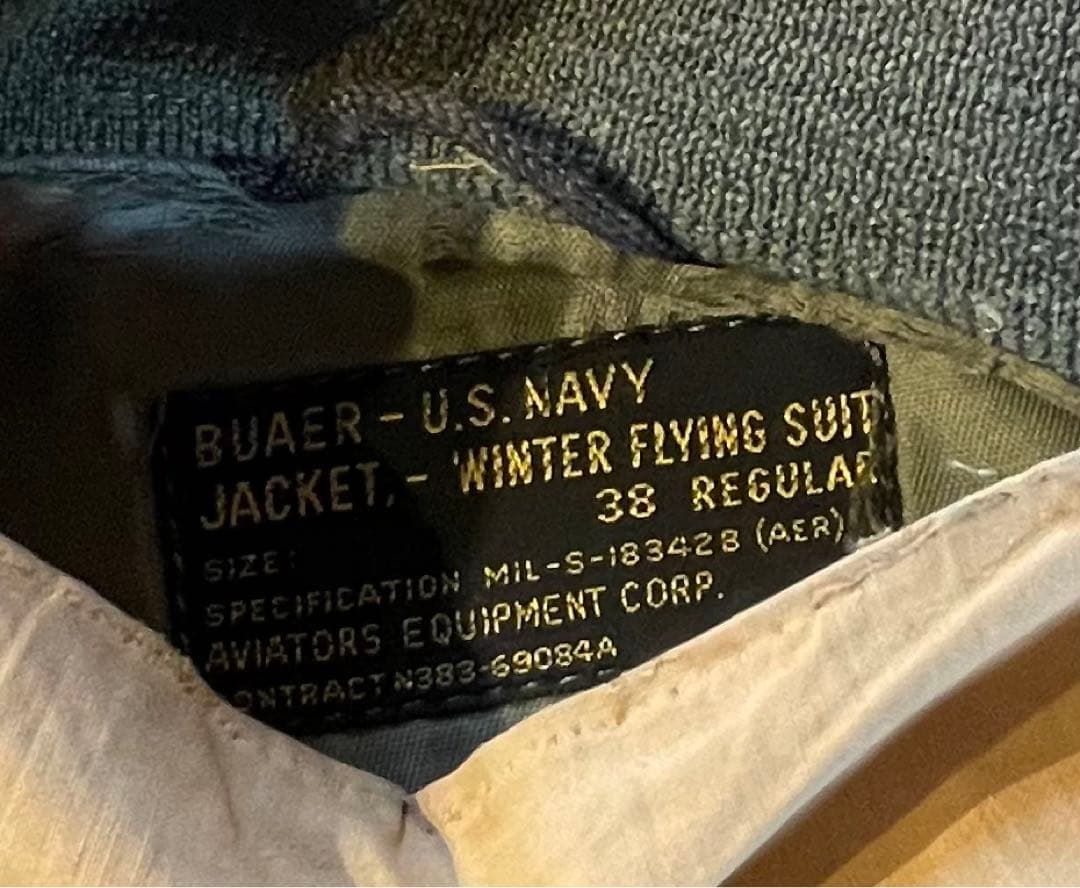 BUAER - U.S. NAVY
JACKET, - WINTER FLYING SUIT
38 REGULAR
SIZE:
SPECIFICATION MIL-S-18342B (AER)
AVIATORS EQUIPMENT CORP.
CONTRACT N383-69084A